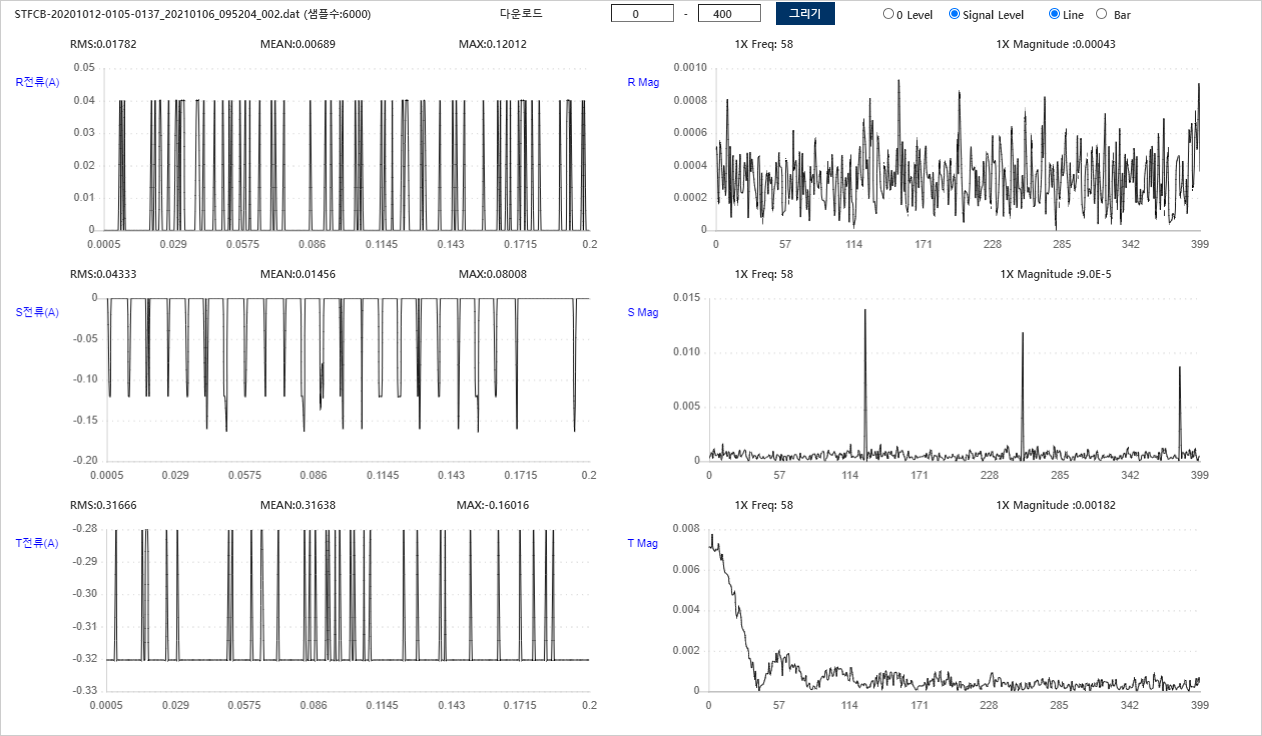 STFCB-20201012-0105-0137_20210106_095204_002.dat (샘플수:6000) 다운로드 0 - 400 그리기 0 Level Signal Level Line Bar
RMS:0.01782 MEAN:0.00689 MAX:0.12012 1X Freq: 58 1X Magnitude :0.00043
R전류(A)
0.05
0.04
0.03
0.02
0.01
0
0.0005 0.029 0.0575 0.086 0.1145 0.143 0.1715 0.2
R Mag
0.0010
0.0008
0.0006
0.0004
0.0002
0
0 57 114 171 228 285 342 399
RMS:0.04333 MEAN:0.01456 MAX:0.08008 1X Freq: 58 1X Magnitude :9.0E-5
S전류(A)
0
-0.05
-0.10
-0.15
-0.20
0.0005 0.029 0.0575 0.086 0.1145 0.143 0.1715 0.2
S Mag
0.015
0.010
0.005
0
0 57 114 171 228 285 342 399
RMS:0.31666 MEAN:0.31638 MAX:-0.16016 1X Freq: 58 1X Magnitude :0.00182
T전류(A)
-0.28
-0.29
-0.30
-0.31
-0.32
-0.33
0.0005 0.029 0.0575 0.086 0.1145 0.143 0.1715 0.2
T Mag
0.008
0.006
0.004
0.002
0
0 57 114 171 228 285 342 399